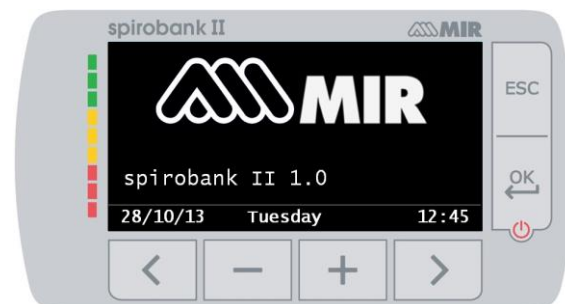 spirobank II MIR
MIR
ESC
spirobank II 1.0
OK
28/10/13 Tuesday 12:45